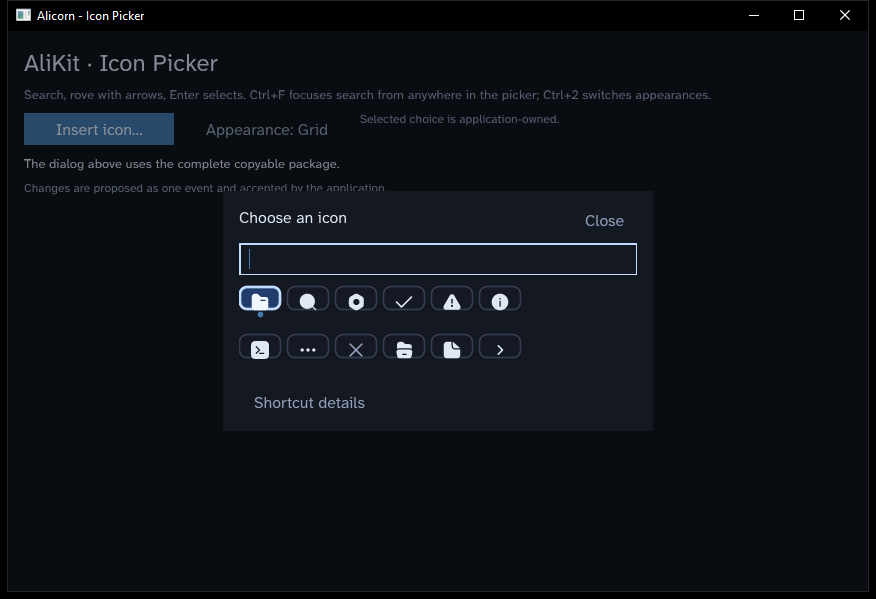 Alicorn - Icon Picker
AliKit · Icon Picker
Search, rove with arrows, Enter selects. Ctrl+F focuses search from anywhere in the picker; Ctrl+2 switches appearances.
Insert icon...
Appearance: Grid
Selected choice is application-owned.
The dialog above uses the complete copyable package.
Changes are proposed as one event and accepted by the application.
Choose an icon
Close
Shortcut details